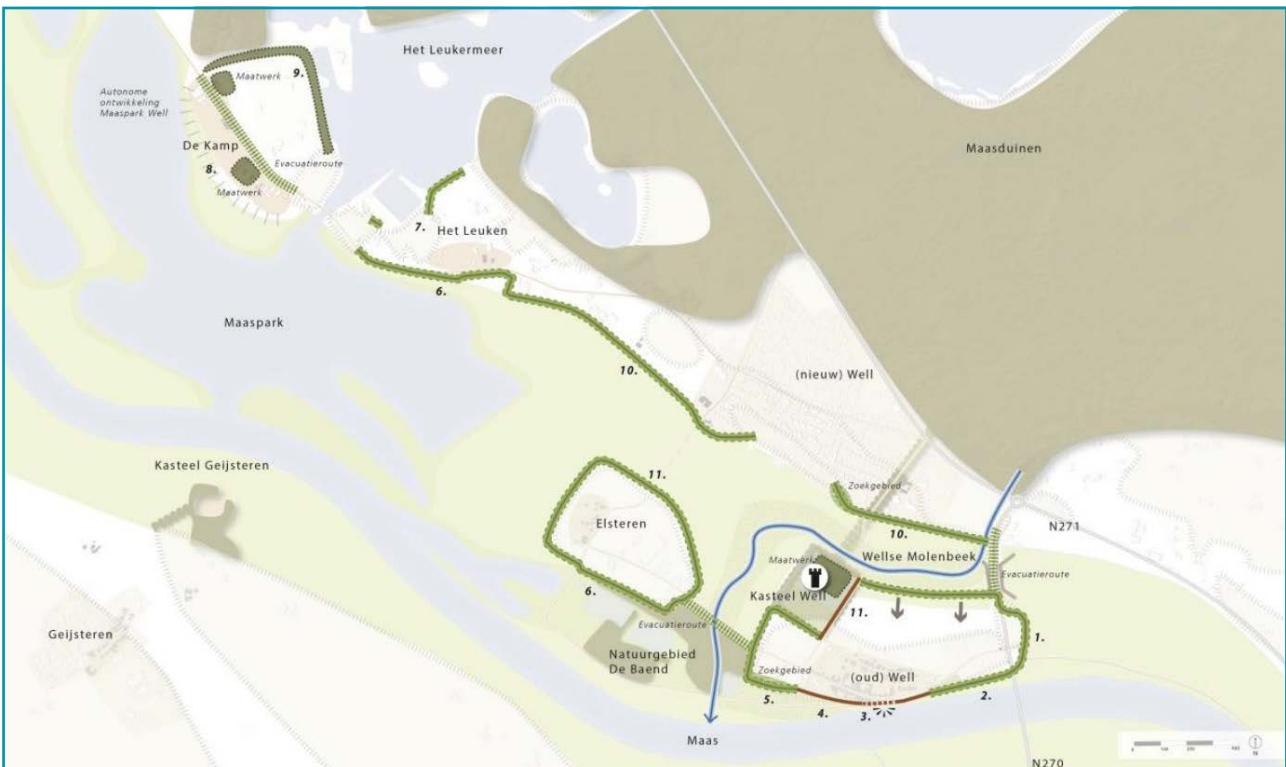 Het Leukermeer
9.
Maatwerk
Autonome
ontwikkeling
Maaspark Well
De Kamp
Evacuatieroute
8.
Maatwerk
Maasduinen
7.
Het Leuken
6.
Maaspark
10.
(nieuw) Well
Kasteel Geijsteren
11.
Zoekgebied
Elsteren
N271
10.
Wellse Molenbeek
Maatwerk
Evacuatieroute
6.
Kasteel Well
11.
Evacuatieroute
Geijsteren
1.
Natuurgebied
De Baend
Zoekgebied
(oud) Well
2.
5.
4.
3.
Maas
N
N270